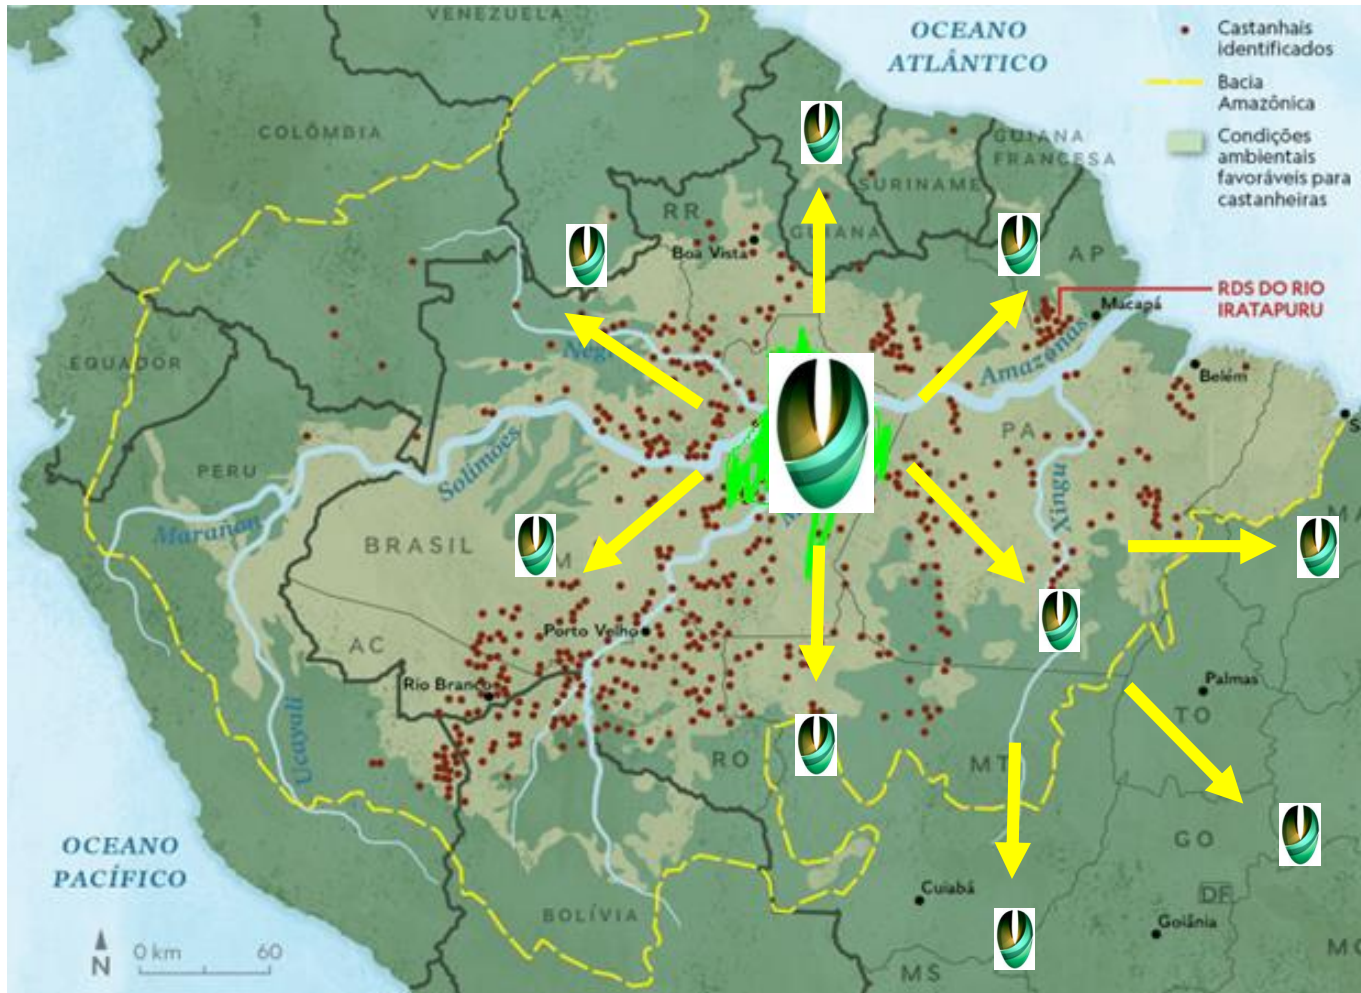 VENEZUELA
OCEANO
ATLÂNTICO
Castanhais
identificados
Bacia
Amazônica
Condições
ambientais
favoráveis para
castanheiras
COLÔMBIA
GUIANA
FRANCESA
SURINAME
RR
GUIANA
Boa Vista
AP
RDS DO RIO
IRATAPURU
Macapá
Negro
Amazonas
EQUADOR
Belém
PA
PERU
Solimões
Marañon
Xingu
BRASIL
MA
Porto Velho
AC
Rio Branco
Palmas
TO
Ucayali
RO
MT
OCEANO
PACÍFICO
GO
Cuiabá
DF
BOLÍVIA
Goiânia
0 km 60
N
MS